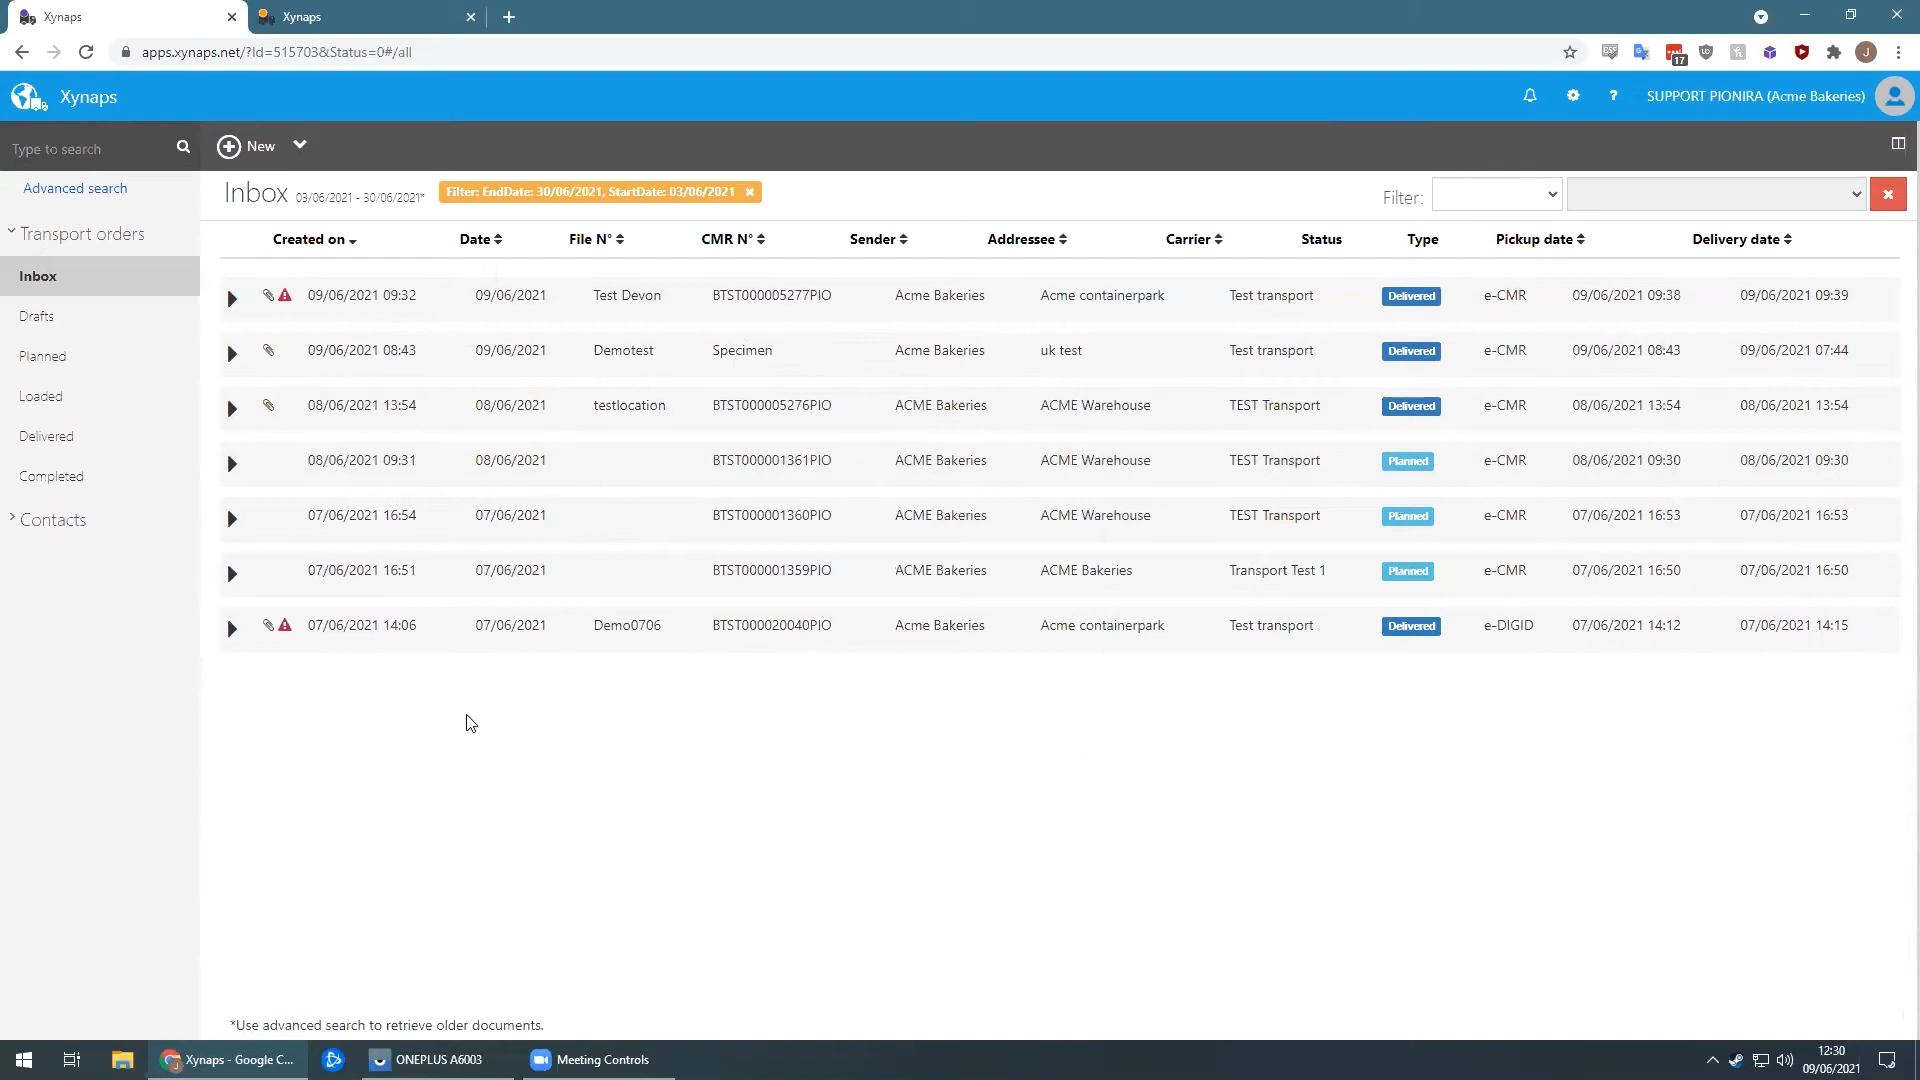 Xynaps
Xynaps
apps.xynaps.net/?Id=515703&Status=0#/all
17
J
Xynaps
? SUPPORT PIONIRA (Acme Bakeries)
Type to search
New
Advanced search
Inbox 03/06/2021 - 30/06/2021*
Filter: EndDate: 30/06/2021, StartDate: 03/06/2021 ×
Filter:
Transport orders
Inbox
Drafts
Planned
Loaded
Delivered
Completed
Contacts
Created on Date File N° CMR N° Sender Addressee Carrier Status Type Pickup date Delivery date
09/06/2021 09:32 09/06/2021 Test Devon BTST000005277PIO Acme Bakeries Acme containerpark Test transport Delivered e-CMR 09/06/2021 09:38 09/06/2021 09:39
09/06/2021 08:43 09/06/2021 Demotest Specimen Acme Bakeries uk test Test transport Delivered e-CMR 09/06/2021 08:43 09/06/2021 07:44
08/06/2021 13:54 08/06/2021 testlocation BTST000005276PIO ACME Bakeries ACME Warehouse TEST Transport Delivered e-CMR 08/06/2021 13:54 08/06/2021 13:54
08/06/2021 09:31 08/06/2021 BTST000001361PIO ACME Bakeries ACME Warehouse TEST Transport Planned e-CMR 08/06/2021 09:30 08/06/2021 09:30
07/06/2021 16:54 07/06/2021 BTST000001360PIO ACME Bakeries ACME Warehouse TEST Transport Planned e-CMR 07/06/2021 16:53 07/06/2021 16:53
07/06/2021 16:51 07/06/2021 BTST000001359PIO ACME Bakeries ACME Bakeries Transport Test 1 Planned e-CMR 07/06/2021 16:50 07/06/2021 16:50
07/06/2021 14:06 07/06/2021 Demo0706 BTST000020040PIO Acme Bakeries Acme containerpark Test transport Delivered e-DIGID 07/06/2021 14:12 07/06/2021 14:15
*Use advanced search to retrieve older documents.
Xynaps - Google C...
ONEPLUS A6003
Meeting Controls
12:30
09/06/2021